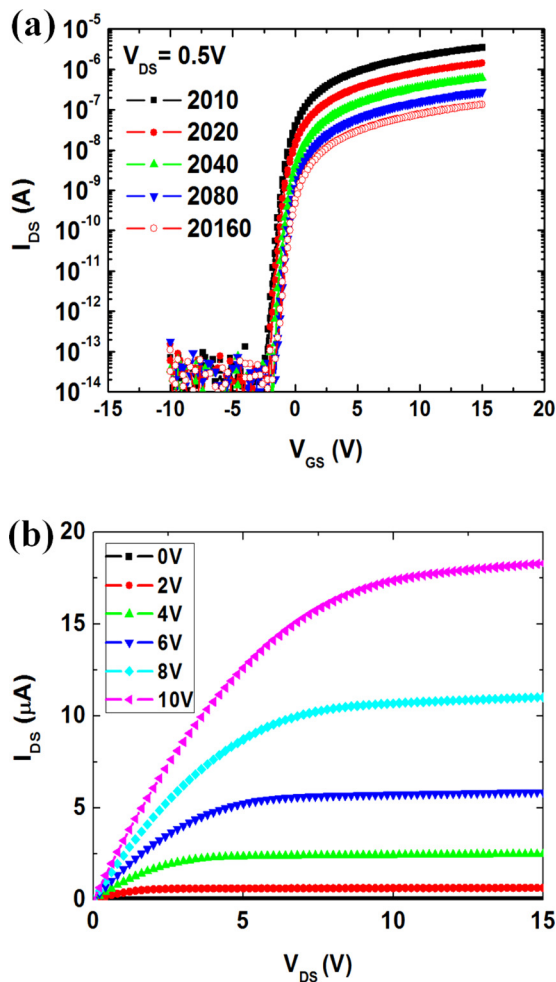 (a)
V_DS = 0.5V
2010
2020
2040
2080
20160
I_DS (A)
10^-5
10^-6
10^-7
10^-8
10^-9
10^-10
10^-11
10^-12
10^-13
10^-14
-15 -10 -5 0 5 10 15 20
V_GS (V)
(b)
0V
2V
4V
6V
8V
10V
I_DS (μA)
20
15
10
5
0
0 5 10 15
V_DS (V)